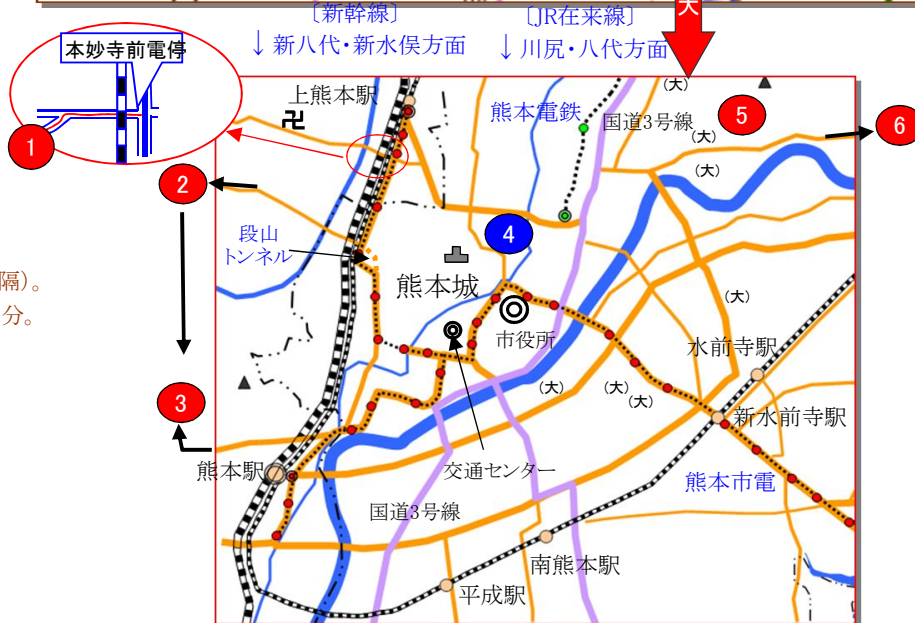 大
〔新幹線〕
↓ 新八代・新水俣方面
〔JR在来線〕
↓ 川尻・八代方面
本妙寺前電停
1
上熊本駅
卍
熊本電鉄
国道3号線
(大)
5
6
(大)
(大)
2
4
段山
トンネル
隔)。
分。
熊本城
市役所
(大)
水前寺駅
3
(大)
(大)
(大)
新水前寺駅
熊本駅
交通センター
熊本市電
国道3号線
南熊本駅
平成駅